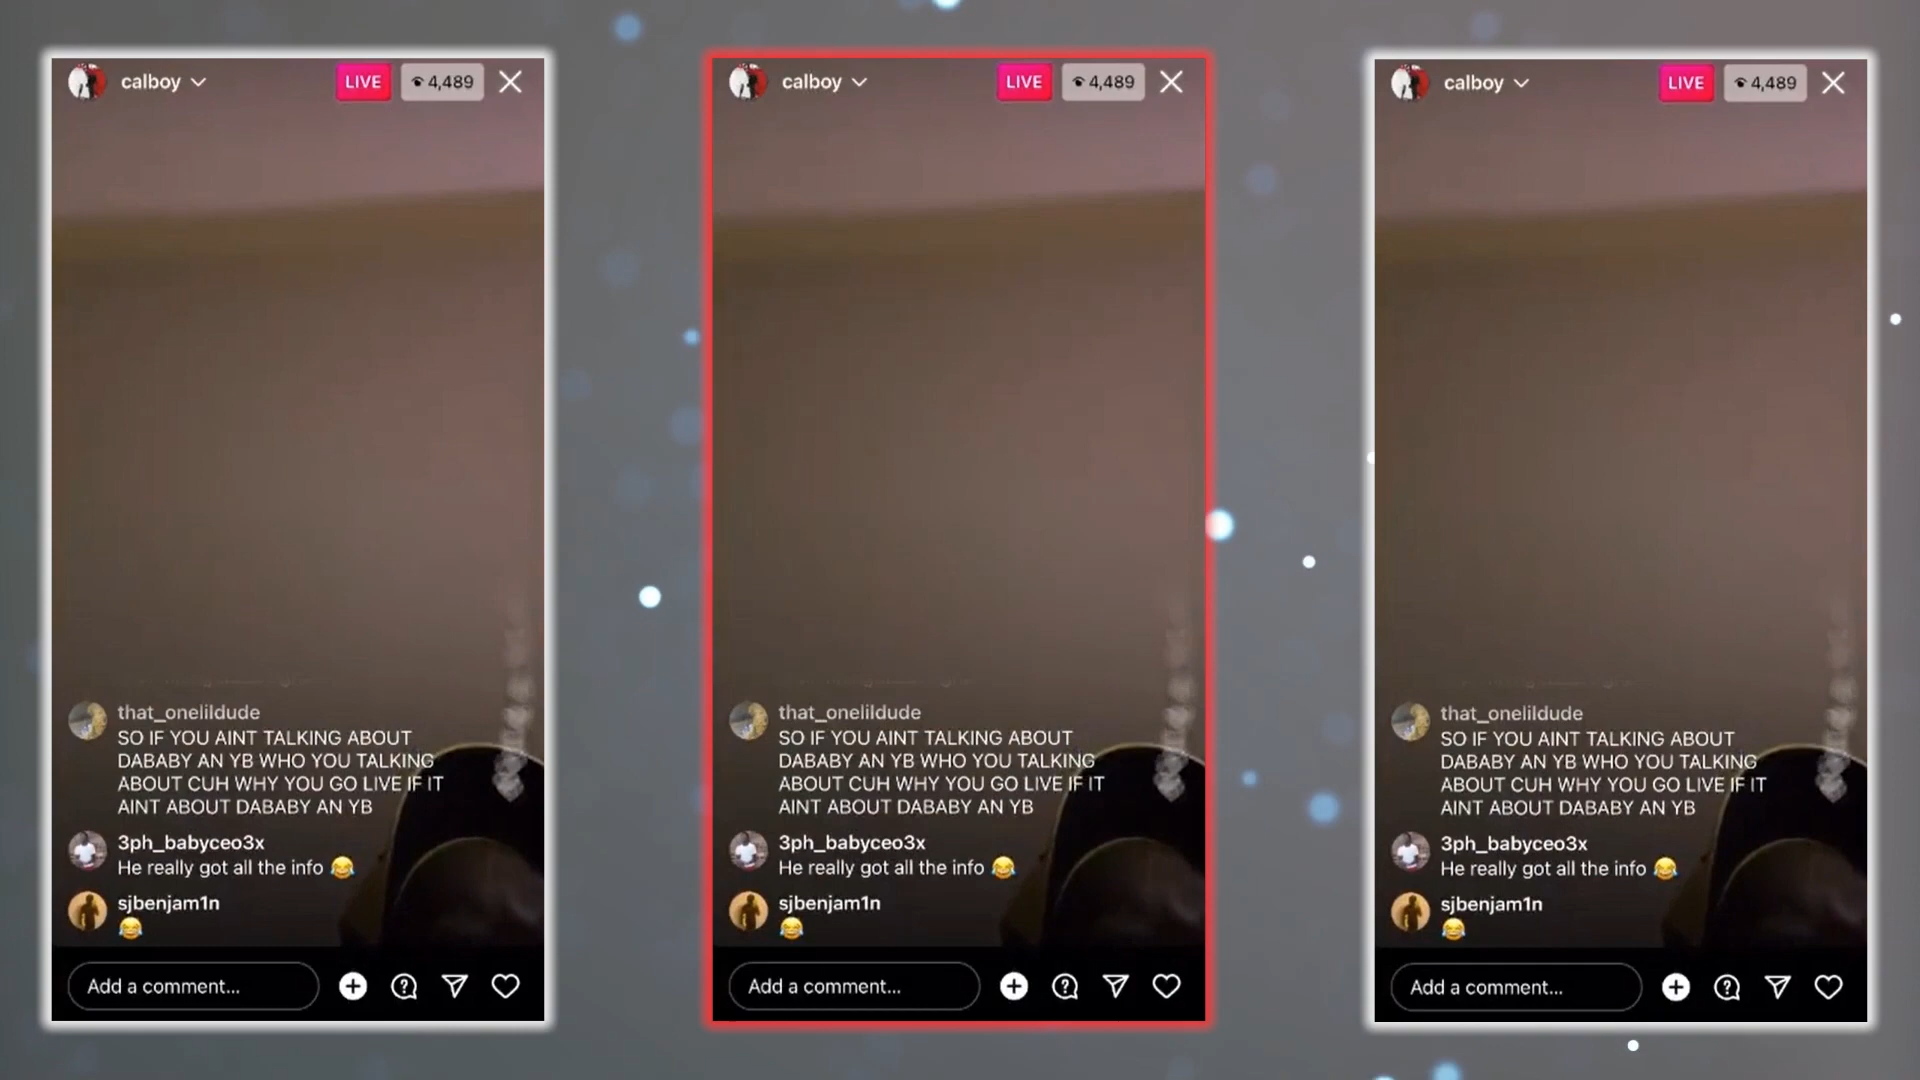 calboy LIVE 4,489
that_onelildude
SO IF YOU AINT TALKING ABOUT
DABABY AN YB WHO YOU TALKING
ABOUT CUH WHY YOU GO LIVE IF IT
AINT ABOUT DABABY AN YB
3ph_babyceo3x
He really got all the info 😂
sjbenjam1n
😂
Add a comment...
calboy LIVE 4,489
that_onelildude
SO IF YOU AINT TALKING ABOUT
DABABY AN YB WHO YOU TALKING
ABOUT CUH WHY YOU GO LIVE IF IT
AINT ABOUT DABABY AN YB
3ph_babyceo3x
He really got all the info 😂
sjbenjam1n
😂
Add a comment...
calboy LIVE 4,489
that_onelildude
SO IF YOU AINT TALKING ABOUT
DABABY AN YB WHO YOU TALKING
ABOUT CUH WHY YOU GO LIVE IF IT
AINT ABOUT DABABY AN YB
3ph_babyceo3x
He really got all the info 😂
sjbenjam1n
😂
Add a comment...